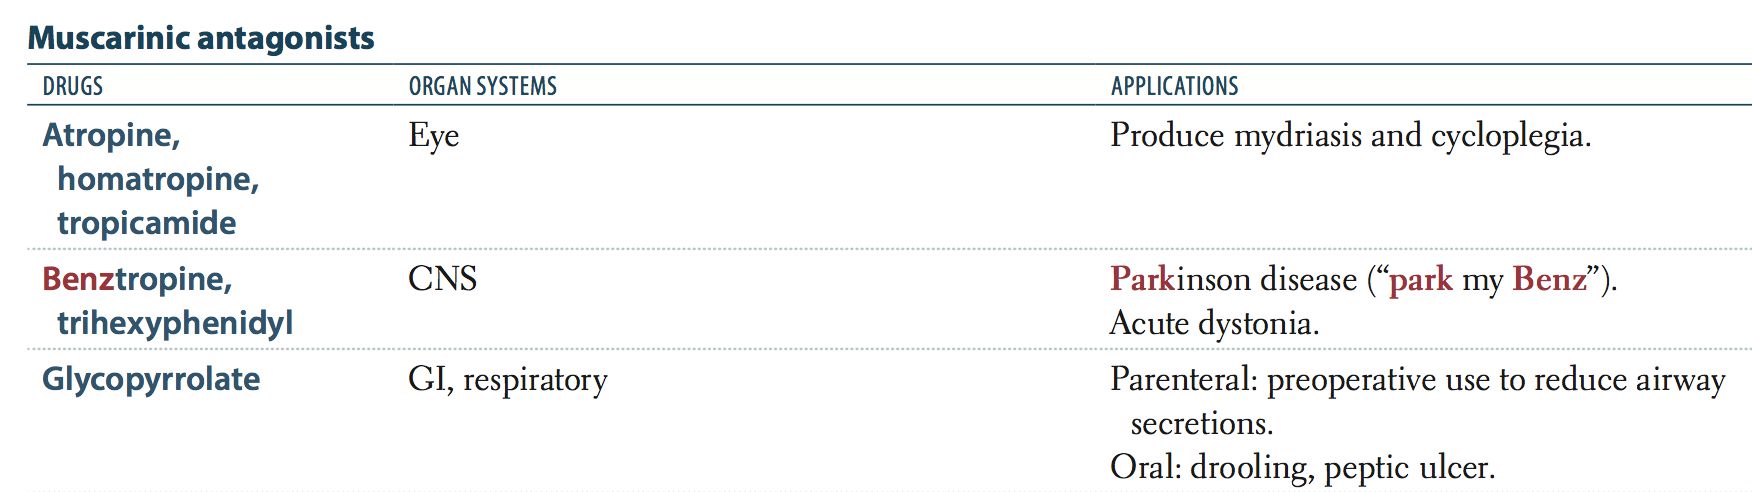 Muscarinic antagonists
DRUGS ORGAN SYSTEMS APPLICATIONS
Atropine, Eye Produce mydriasis and cycloplegia.
homatropine,
tropicamide
Benztropine, CNS Parkinson disease (“park my Benz”).
trihexyphenidyl Acute dystonia.
Glycopyrrolate GI, respiratory Parenteral: preoperative use to reduce airway
secretions.
Oral: drooling, peptic ulcer.